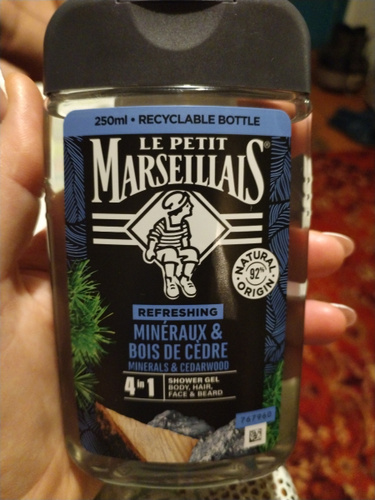 250ml • RECYCLABLE BOTTLE
LE PETIT
MARSEILLAIS®
NATURAL
92%
ORIGIN
REFRESHING
MINÉRAUX &
BOIS DE CÈDRE
MINERALS & CEDARWOOD
4 in 1
SHOWER GEL
BODY, HAIR,
FACE & BEARD
767960